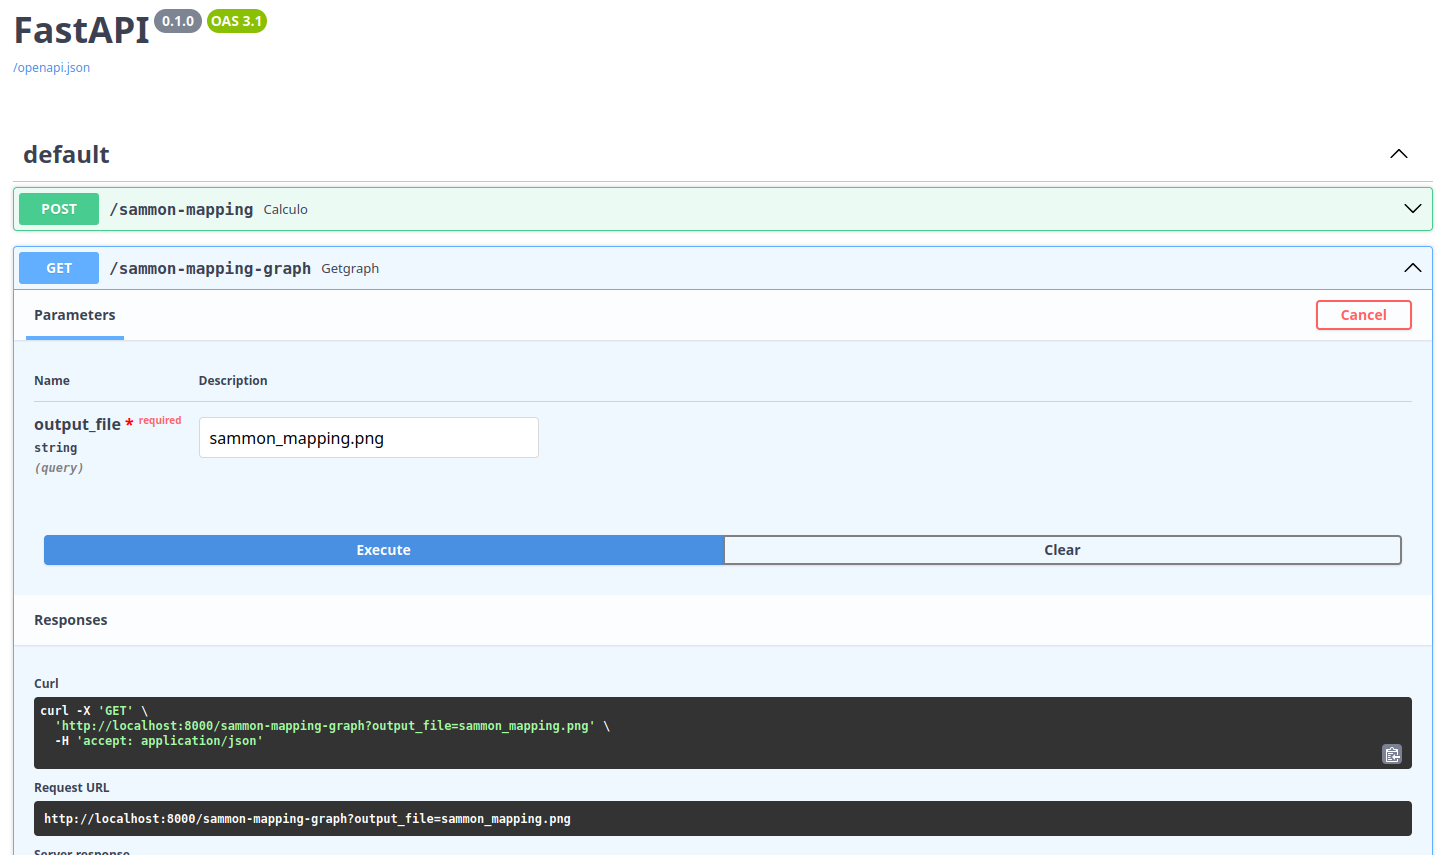 FastAPI 0.1.0 OAS 3.1
/openapi.json
default
POST /sammon-mapping Calculo
GET /sammon-mapping-graph Getgraph
Parameters Cancel
Name Description
output_file * required
string
(query)
sammon_mapping.png
Execute Clear
Responses
Curl
curl -X 'GET' \
'http://localhost:8000/sammon-mapping-graph?output_file=sammon_mapping.png' \
-H 'accept: application/json'
Request URL
http://localhost:8000/sammon-mapping-graph?output_file=sammon_mapping.png
Server response